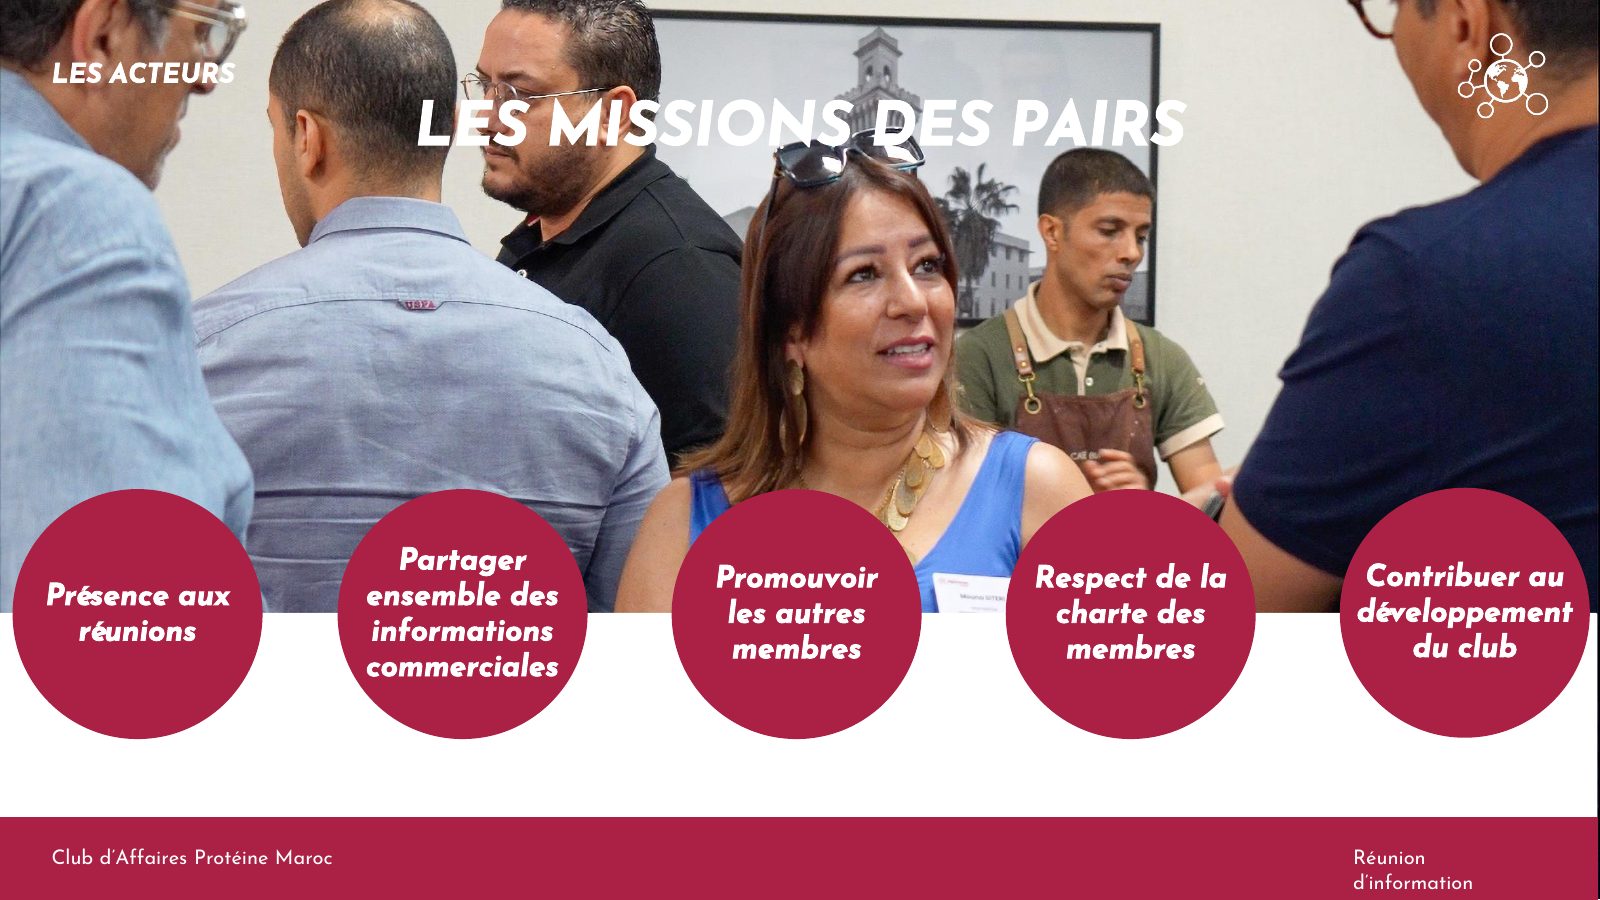 LES ACTEURS
LES MISSIONS DES PAIRS
USPA
Présence aux
réunions
Partager
ensemble des
informations
commerciales
Promouvoir
les autres
membres
Respect de la
charte des
membres
Contribuer au
développement
du club
Club d'Affaires Protéine Maroc
Réunion
d'information